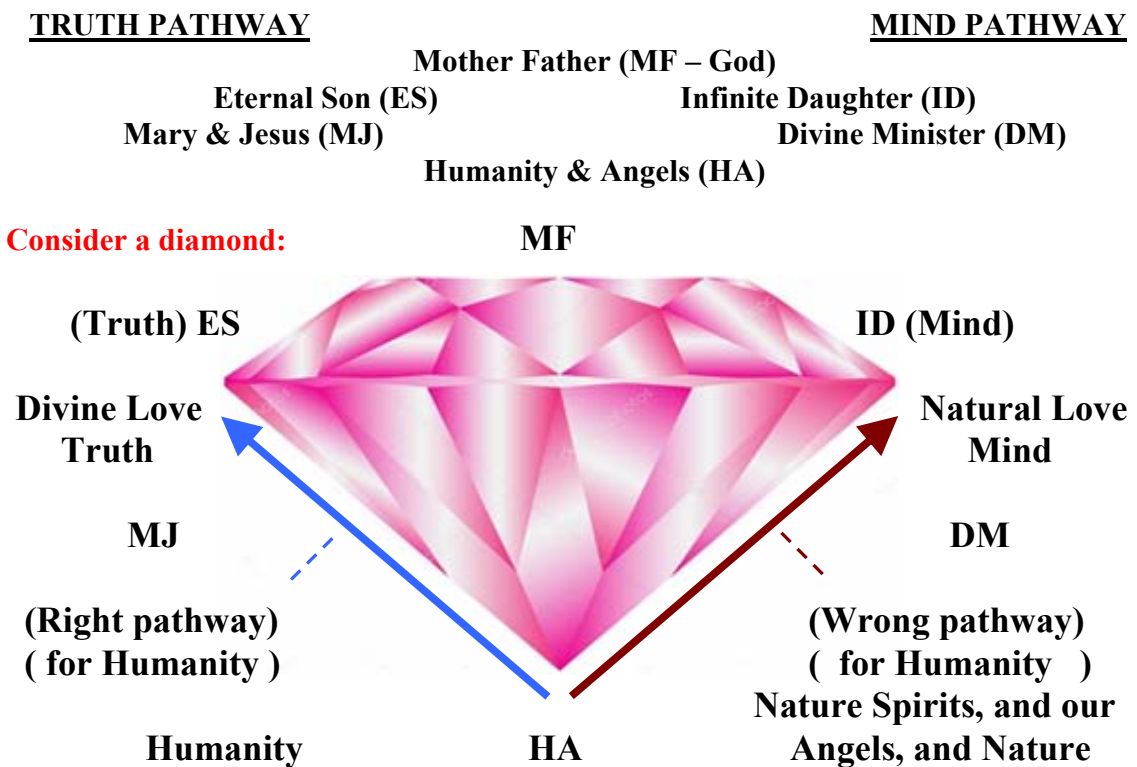 TRUTH PATHWAY MIND PATHWAY
Mother Father (MF – God)
Eternal Son (ES) Infinite Daughter (ID)
Mary & Jesus (MJ) Divine Minister (DM)
Humanity & Angels (HA)
Consider a diamond: MF
(Truth) ES ID (Mind)
Divine Love Natural Love
Truth Mind
MJ DM
(Right pathway) (Wrong pathway)
( for Humanity ) ( for Humanity )
Nature Spirits, and our
Humanity HA Angels, and Nature